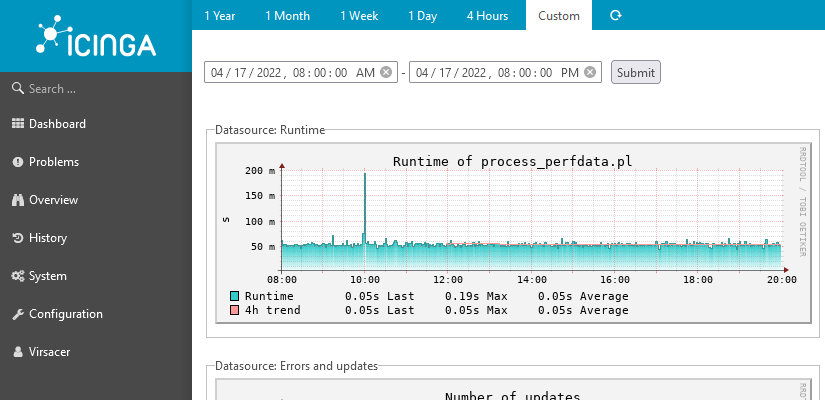 icinga
1 Year 1 Month 1 Week 1 Day 4 Hours Custom
Search ...
Dashboard
Problems
Overview
History
System
Configuration
Virsacer
04 / 17 / 2022 , 08 : 00 : 00 AM - 04 / 17 / 2022 , 08 : 00 : 00 PM Submit
Datasource: Runtime
Runtime of process_perfdata.pl
RRDTOOL / TOBI OETIKER
s
200 m
150 m
100 m
50 m
08:00 10:00 12:00 14:00 16:00 18:00 20:00
Runtime 0.05s Last 0.19s Max 0.05s Average
4h trend 0.05s Last 0.05s Max 0.05s Average
Datasource: Errors and updates
Number of updates